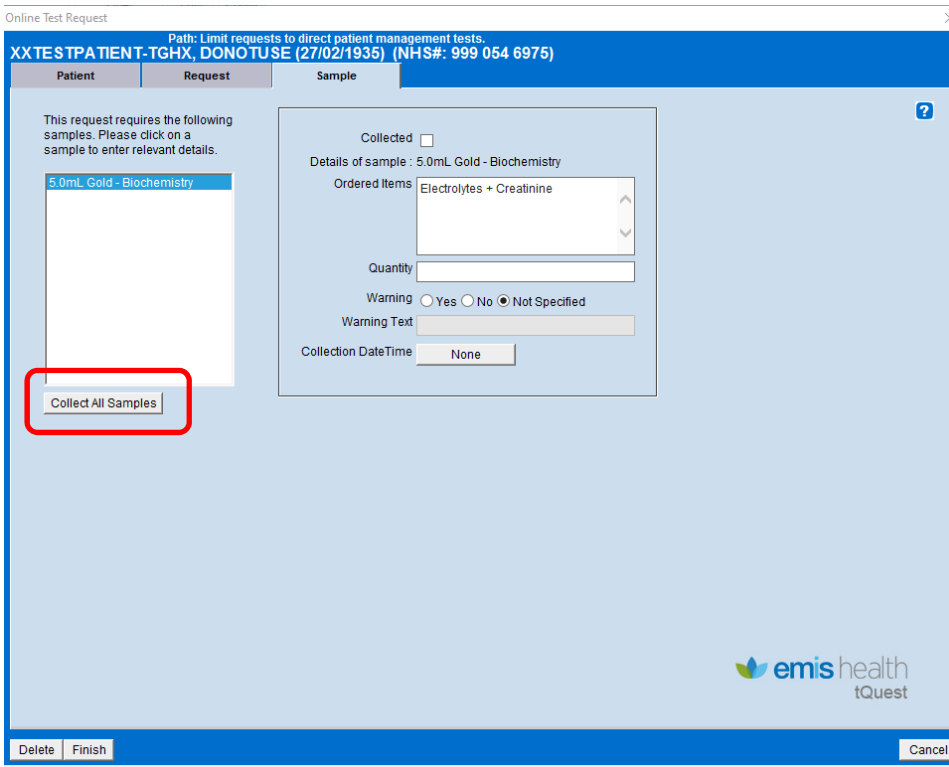 Online Test Request
Path: Limit requests to direct patient management tests.
XXTESTPATIENT-TGHX, DONOTUSE (27/02/1935) (NHS#: 999 054 6975)
Patient Request Sample
?
This request requires the following
samples. Please click on a
sample to enter relevant details.
5.0mL Gold - Biochemistry
Collect All Samples
Collected
Details of sample : 5.0mL Gold - Biochemistry
Ordered Items Electrolytes + Creatinine
Quantity
Warning Yes No Not Specified
Warning Text
Collection DateTime None
emis health
tQuest
Delete Finish Cancel